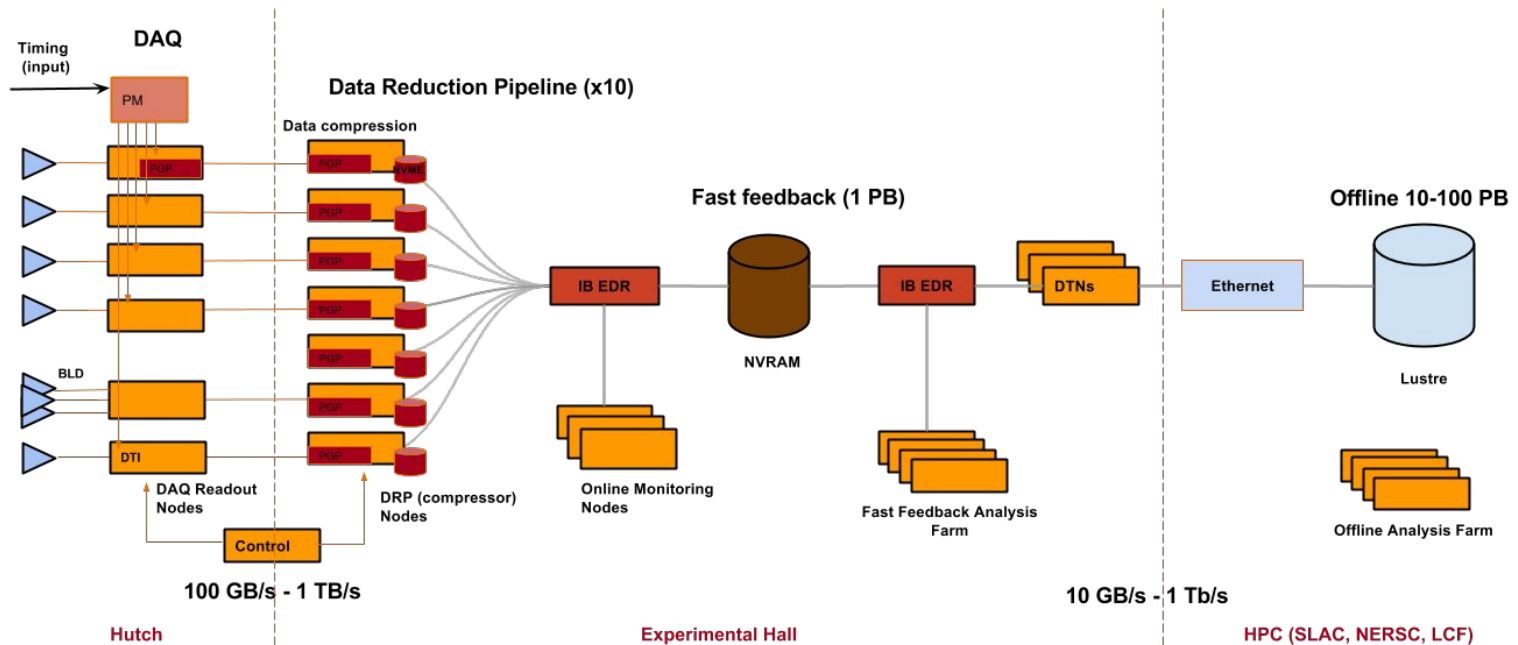 DAQ
Timing
(input)
PM
Data Reduction Pipeline (x10)
Data compression
PGP
PGP
NVME
PGP
PGP
PGP
PGP
PGP
PGP
BLD
DTI
DAQ Readout
Nodes
DRP (compressor)
Nodes
Control
100 GB/s - 1 TB/s
Hutch
Fast feedback (1 PB)
IB EDR
NVRAM
IB EDR
DTNs
Online Monitoring
Nodes
Fast Feedback Analysis
Farm
10 GB/s - 1 Tb/s
Experimental Hall
Offline 10-100 PB
Ethernet
Lustre
Offline Analysis Farm
HPC (SLAC, NERSC, LCF)